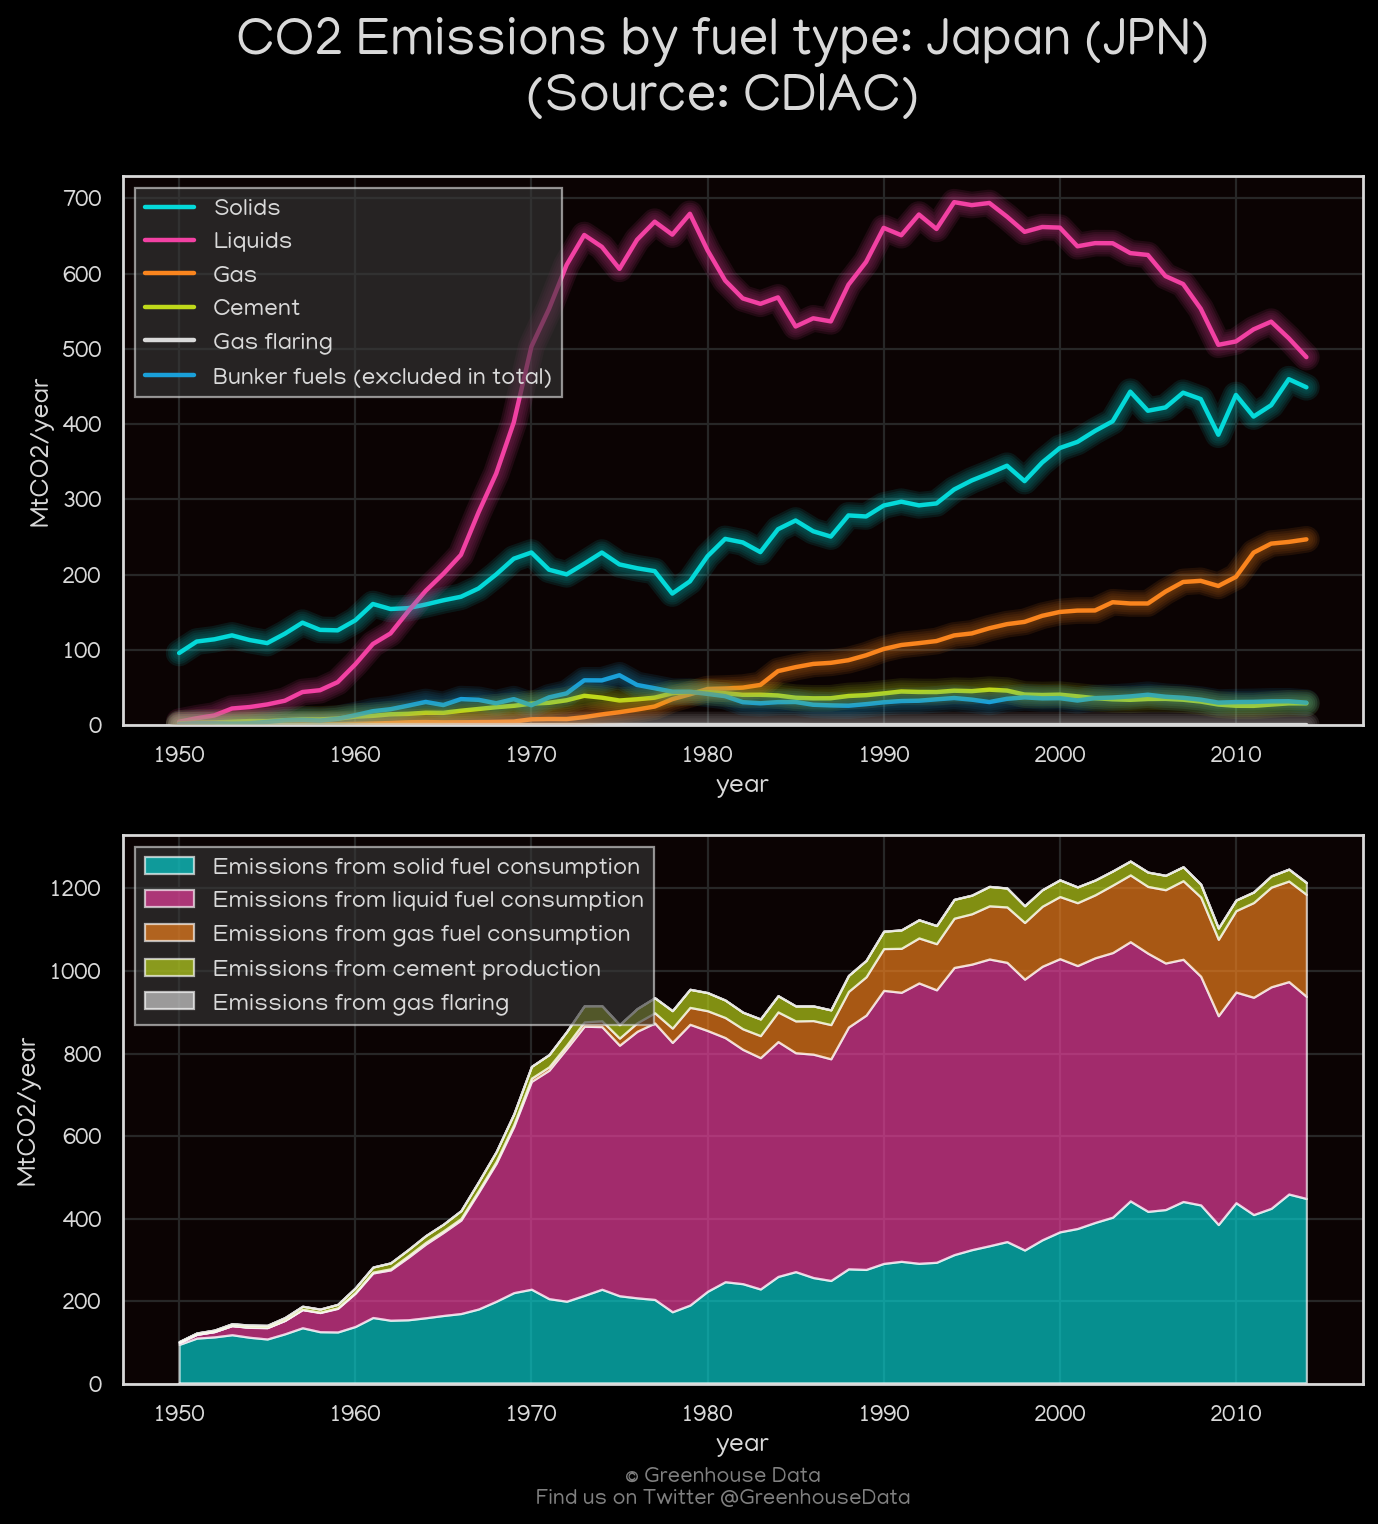 CO2 Emissions by fuel type: Japan (JPN)
(Source: CDIAC)
700
600
500
400
300
200
100
0
MtCO2/year
Solids
Liquids
Gas
Cement
Gas flaring
Bunker fuels (excluded in total)
1950 1960 1970 1980 1990 2000 2010
year
1200
1000
800
600
400
200
0
MtCO2/year
Emissions from solid fuel consumption
Emissions from liquid fuel consumption
Emissions from gas fuel consumption
Emissions from cement production
Emissions from gas flaring
1950 1960 1970 1980 1990 2000 2010
year
© Greenhouse Data
Find us on Twitter @GreenhouseData